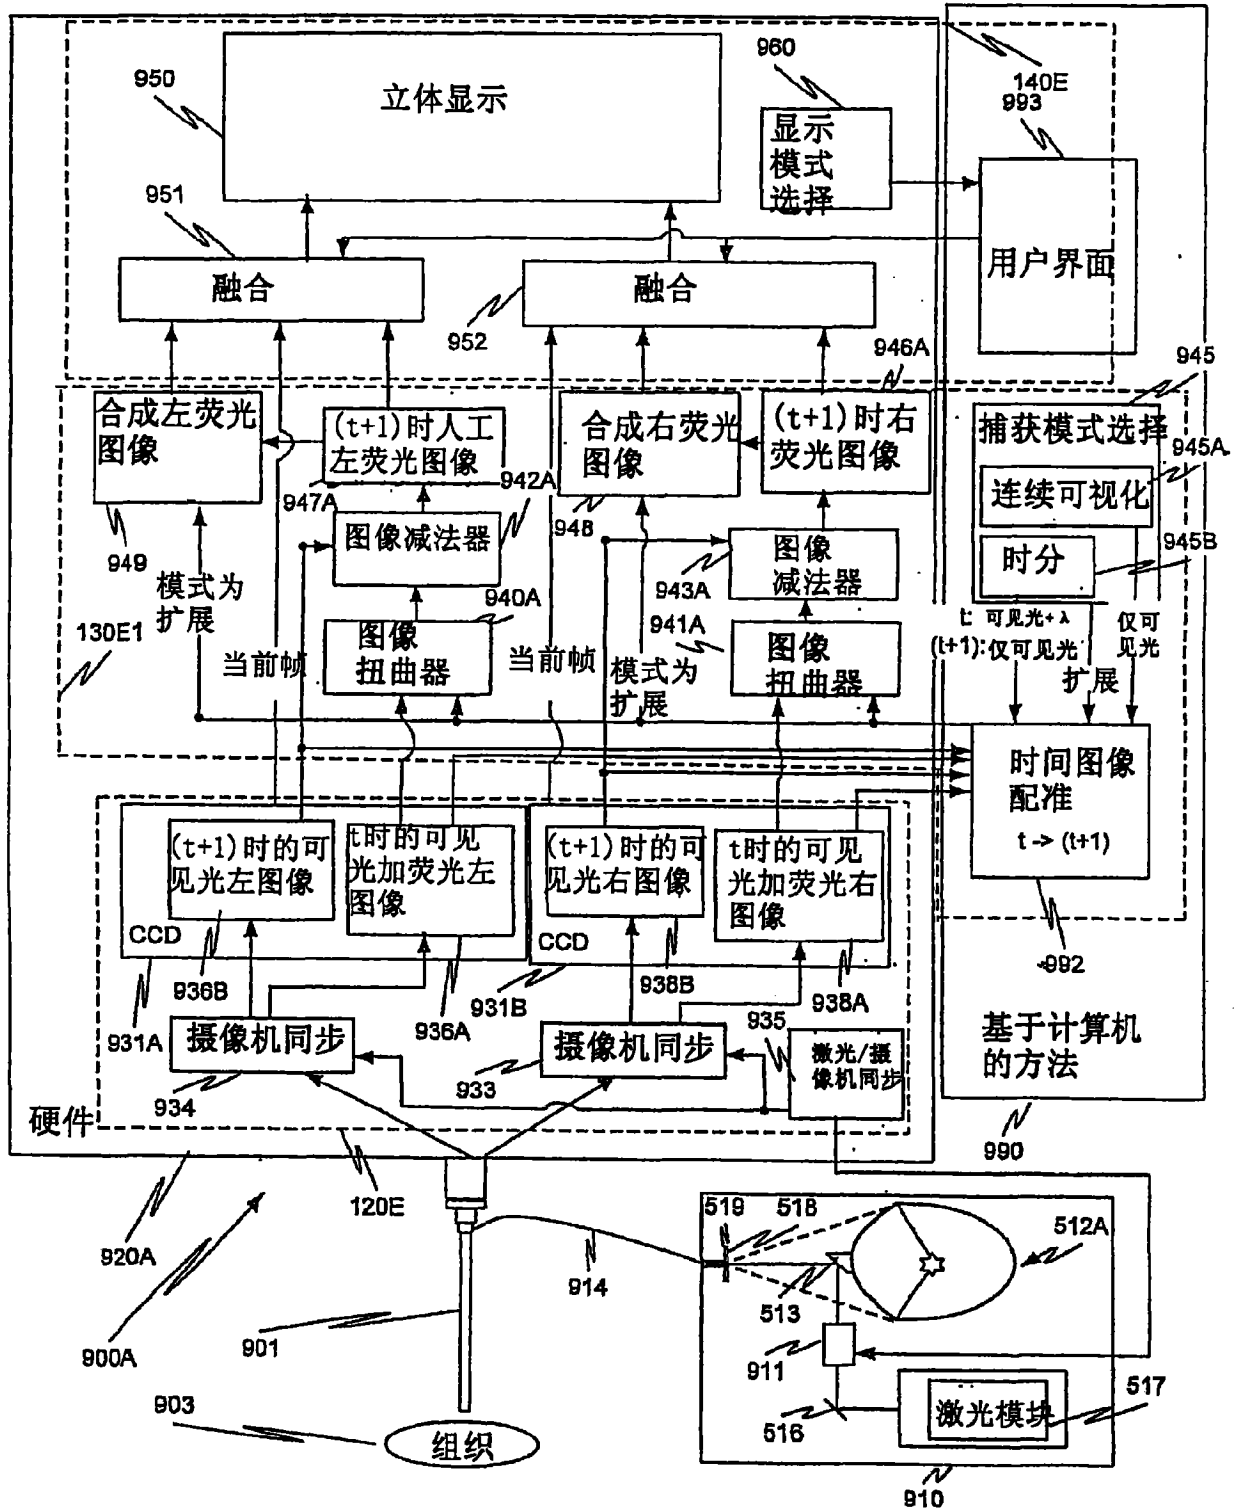 960
950
立体显示
140E
993
显示
模式
选择
951
用户界面
融合
融合
952
946A
945
合成左荧光
图像
(t+1)时人工
左荧光图像
合成右荧光
图像
(t+1)时右
荧光图像
捕获模式选择
945A
942A
947A
连续可视化
948
949
图像减法器
图像
减法器
945B
时分
模式为
扩展
940A
943A
t: 可见光+λ
仅可
见光
130E1
图像
扭曲器
941A
图像
扭曲器
(t+1):仅可见光
当前帧
当前帧
模式为
扩展
扩展
时间图像
配准
t→(t+1)
(t+1)时的可
见光左图像
t时的可见
光加荧光左
图像
(t+1)时的可
见光右图像
t时的可见
光加荧光右
图像
CCD
CCD
992
936B
931A
936A
931B
938B
938A
935
基于计算机
的方法
摄像机同步
摄像机同步
激光/摄
像机同步
933
934
硬件
990
120E
920A
519
518
512A
914
513
901
900A
911
903
517
激光模块
516
组织
910